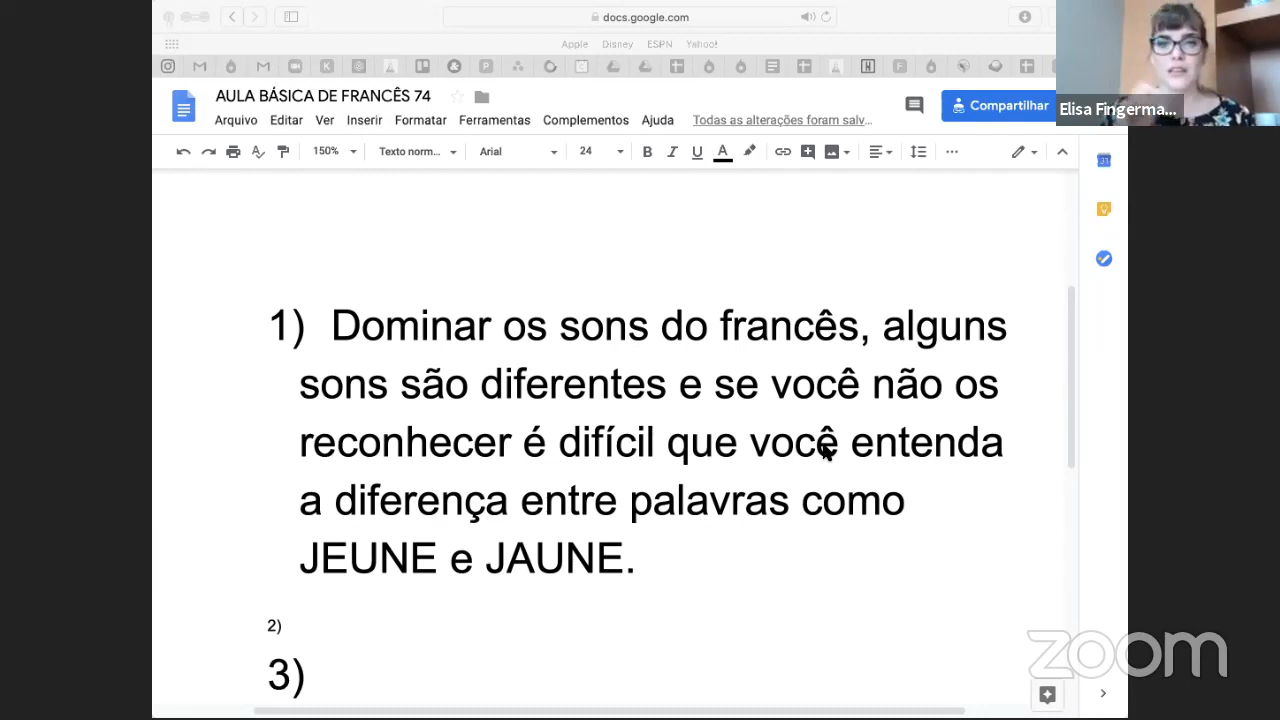 docs.google.com
Apple Disney ESPN Yahoo!
AULA BÁSICA DE FRANCÊS 74
Arquivo Editar Ver Inserir Formatar Ferramentas Complementos Ajuda Todas as alterações foram salv...
Compartilhar
Elisa Fingerma...
150% Texto norm... Arial 24 B I U A
31
1) Dominar os sons do francês, alguns
sons são diferentes e se você não os
reconhecer é difícil que você entenda
a diferença entre palavras como
JEUNE e JAUNE.
2)
3)
zoom